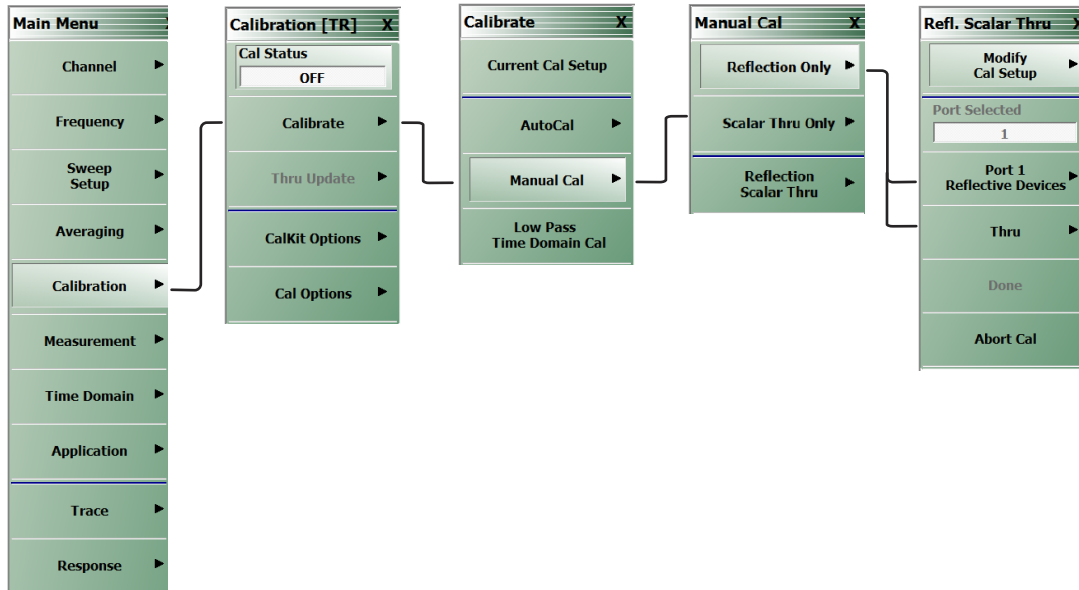 Main Menu
Channel
Frequency
Sweep
Setup
Averaging
Calibration
Measurement
Time Domain
Application
Trace
Response
Calibration [TR] X
Cal Status
OFF
Calibrate
Thru Update
CalKit Options
Cal Options
Calibrate X
Current Cal Setup
AutoCal
Manual Cal
Low Pass
Time Domain Cal
Manual Cal X
Reflection Only
Scalar Thru Only
Reflection
Scalar Thru
Refl. Scalar Thru X
Modify
Cal Setup
Port Selected
1
Port 1
Reflective Devices
Thru
Done
Abort Cal